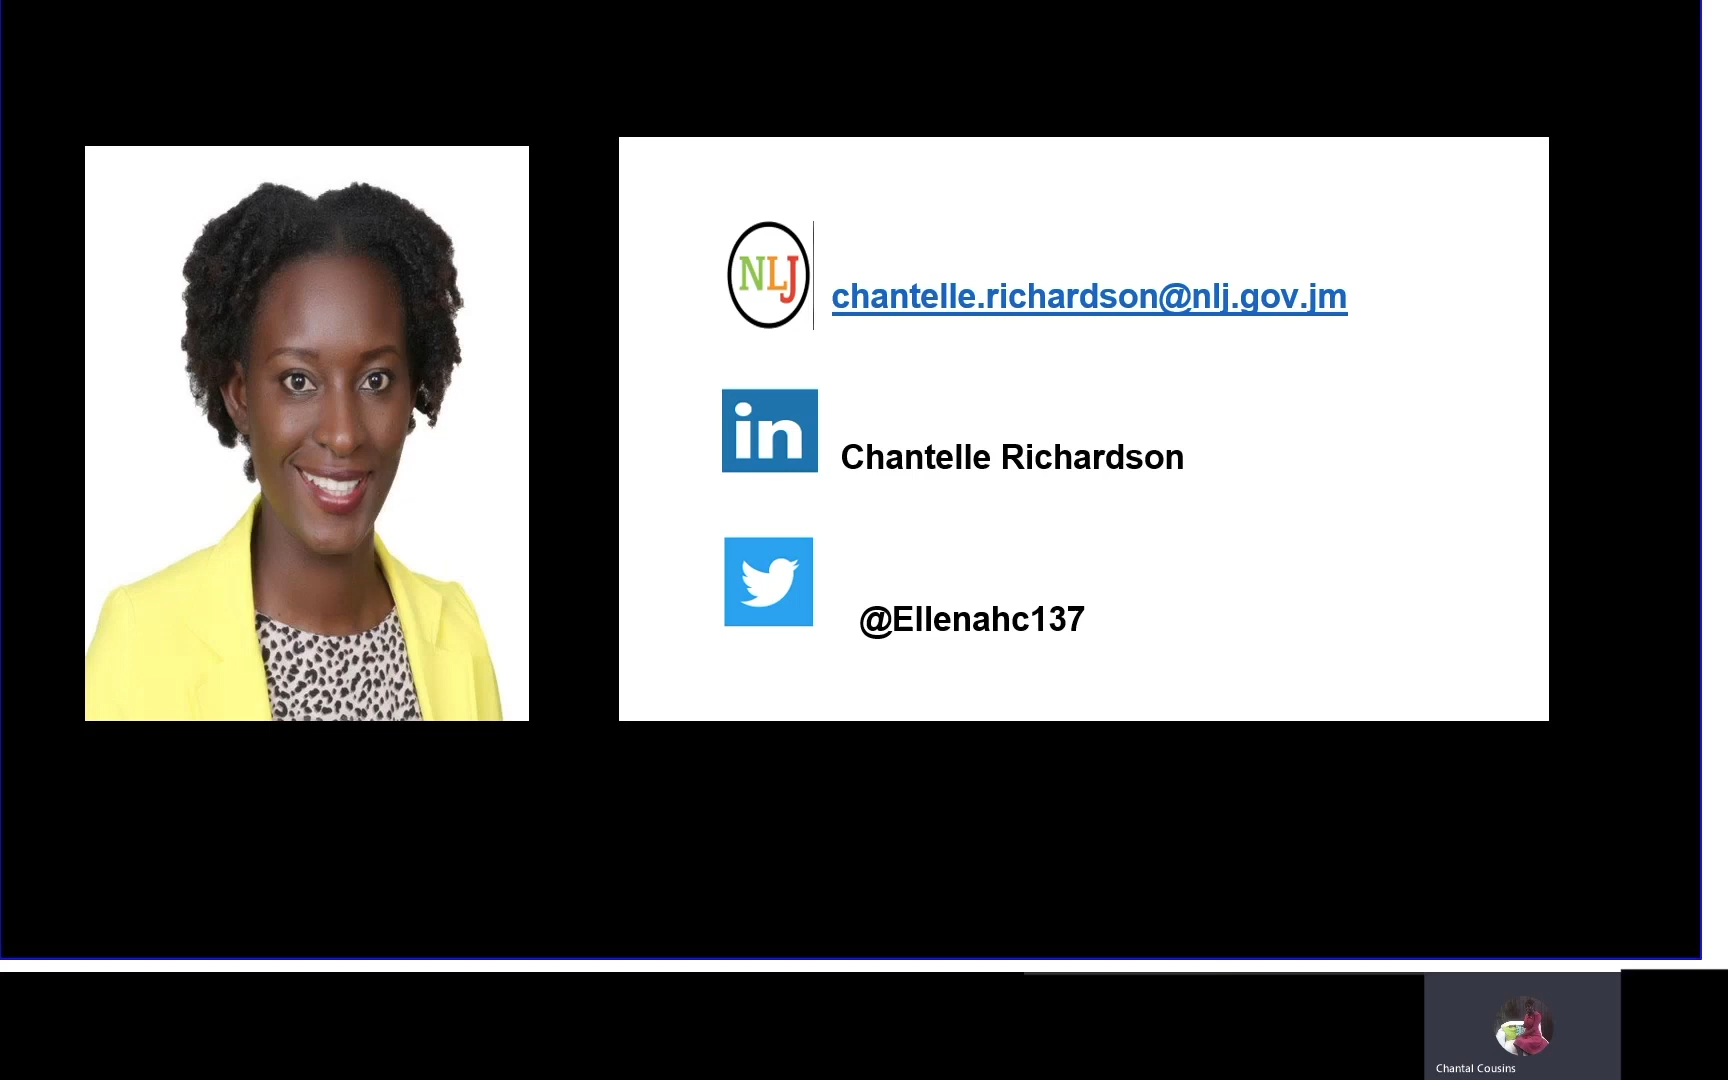 NLJ
chantelle.richardson@nlj.gov.jm
in
Chantelle Richardson
@Ellenahc137
Chantal Cousins